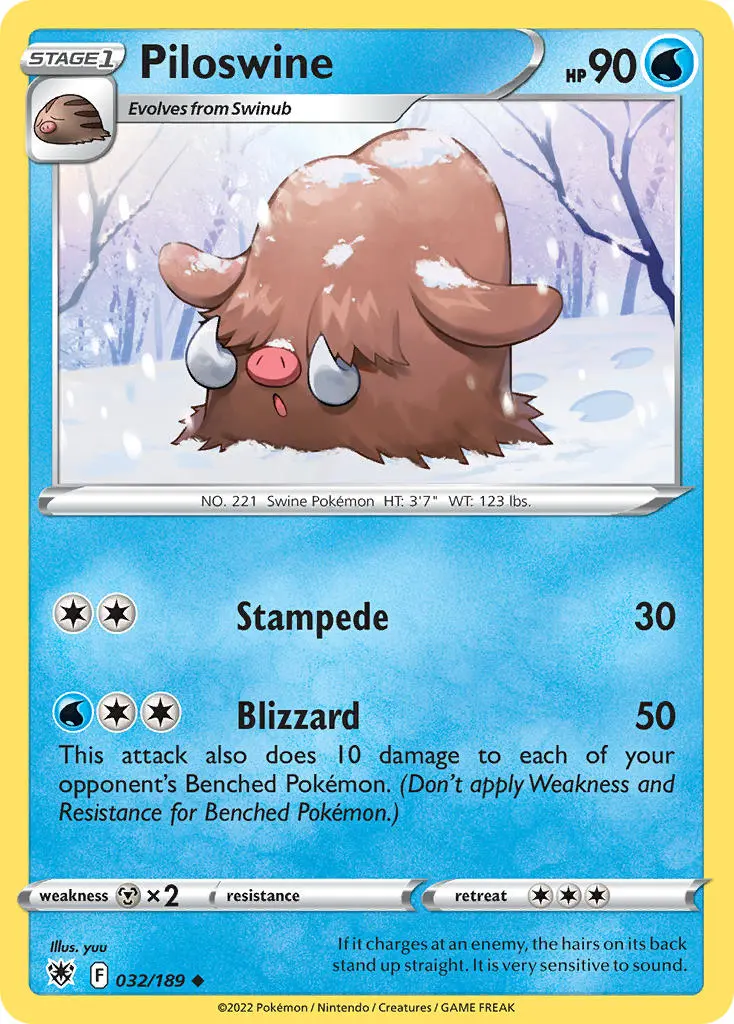 STAGE1
Piloswine
HP 90
Evolves from Swinub
NO. 221 Swine Pokémon HT: 3'7" WT: 123 lbs.
Stampede 30
Blizzard 50
This attack also does 10 damage to each of your
opponent's Benched Pokémon. (Don't apply Weakness and
Resistance for Benched Pokémon.)
weakness ×2 resistance retreat
Illus. yuu
If it charges at an enemy, the hairs on its back
stand up straight. It is very sensitive to sound.
F 032/189
©2022 Pokémon / Nintendo / Creatures / GAME FREAK